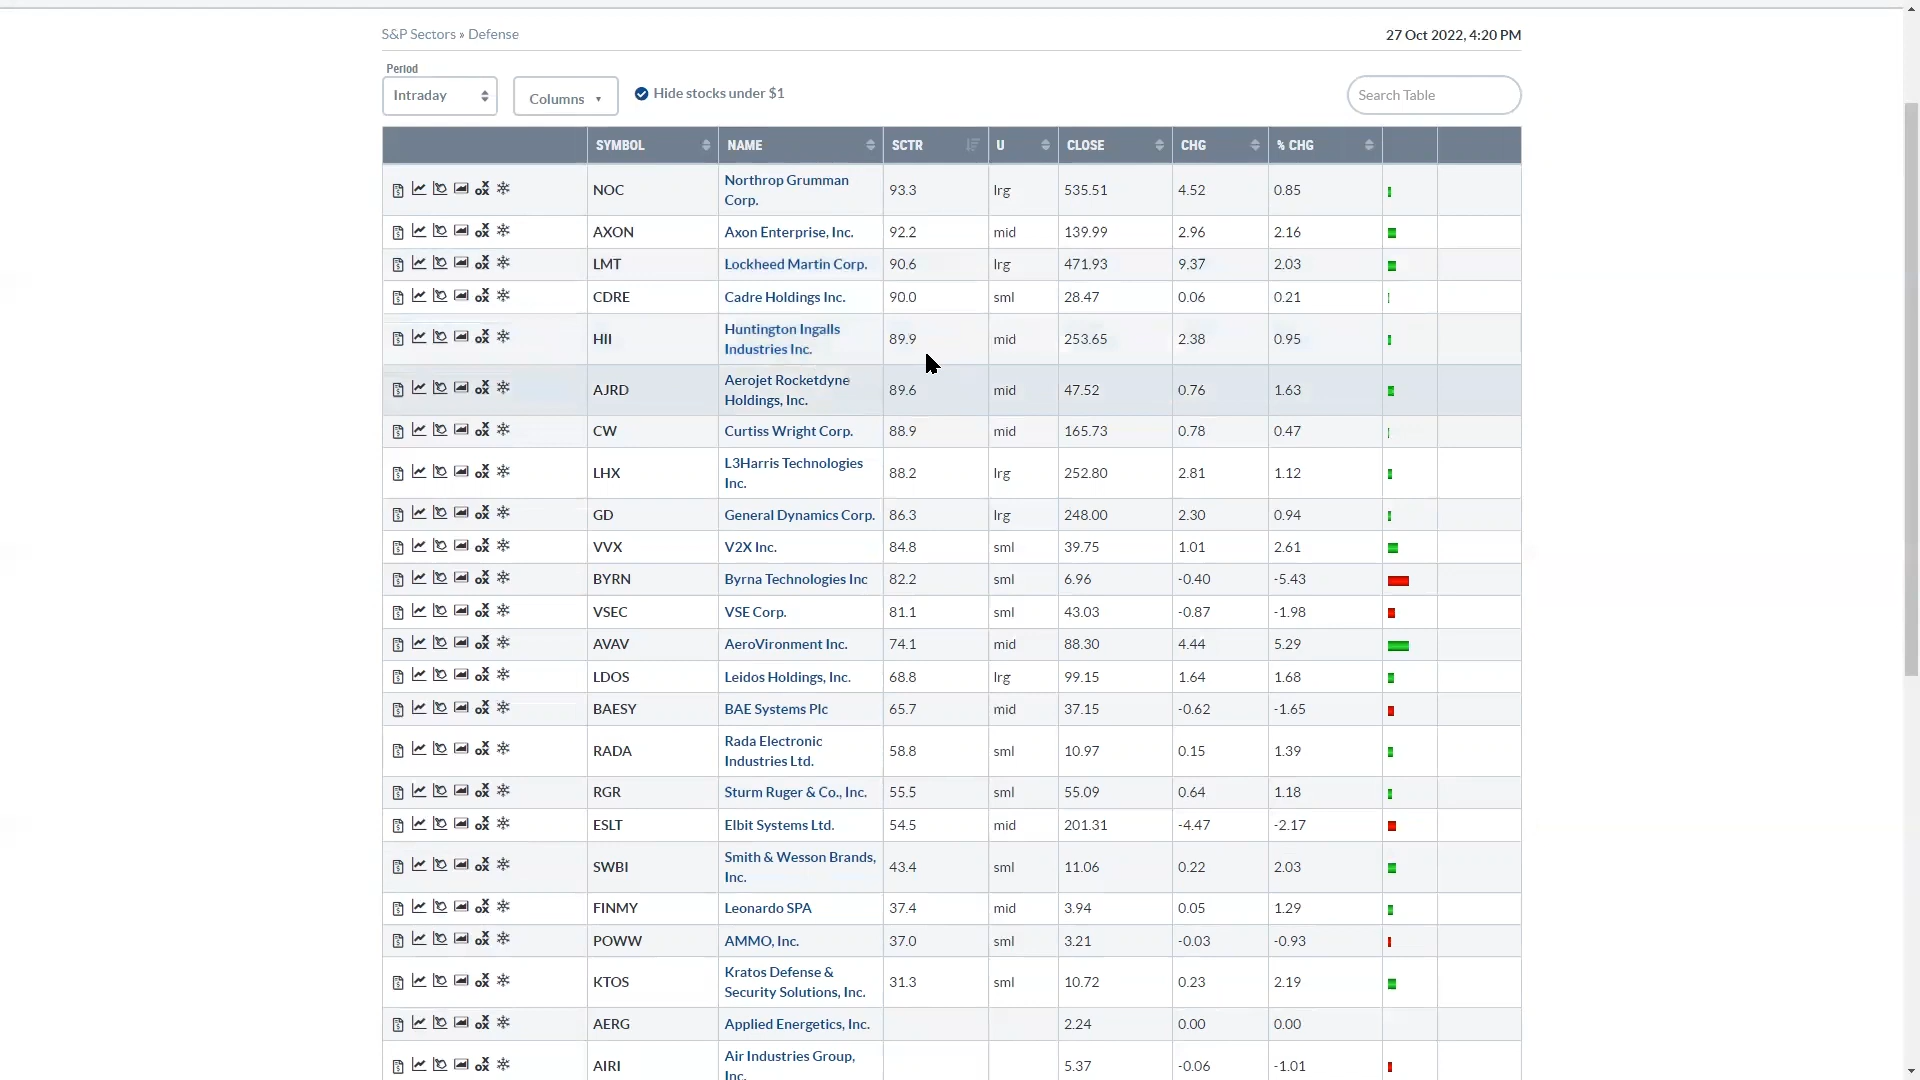 S&P Sectors » Defense
27 Oct 2022, 4:20 PM
Period
Intraday
Columns
Hide stocks under $1
Search Table
SYMBOL NAME SCTR U CLOSE CHG % CHG
NOC Northrop Grumman Corp. 93.3 lrg 535.51 4.52 0.85
AXON Axon Enterprise, Inc. 92.2 mid 139.99 2.96 2.16
LMT Lockheed Martin Corp. 90.6 lrg 471.93 9.37 2.03
CDRE Cadre Holdings Inc. 90.0 sml 28.47 0.06 0.21
HII Huntington Ingalls Industries Inc. 89.9 mid 253.65 2.38 0.95
AJRD Aerojet Rocketdyne Holdings, Inc. 89.6 mid 47.52 0.76 1.63
CW Curtiss Wright Corp. 88.9 mid 165.73 0.78 0.47
LHX L3Harris Technologies Inc. 88.2 lrg 252.80 2.81 1.12
GD General Dynamics Corp. 86.3 lrg 248.00 2.30 0.94
VVX V2X Inc. 84.8 sml 39.75 1.01 2.61
BYRN Byrna Technologies Inc 82.2 sml 6.96 -0.40 -5.43
VSEC VSE Corp. 81.1 sml 43.03 -0.87 -1.98
AVAV AeroVironment Inc. 74.1 mid 88.30 4.44 5.29
LDOS Leidos Holdings, Inc. 68.8 lrg 99.15 1.64 1.68
BAESY BAE Systems Plc 65.7 mid 37.15 -0.62 -1.65
RADA Rada Electronic Industries Ltd. 58.8 sml 10.97 0.15 1.39
RGR Sturm Ruger & Co., Inc. 55.5 sml 55.09 0.64 1.18
ESLT Elbit Systems Ltd. 54.5 mid 201.31 -4.47 -2.17
SWBI Smith & Wesson Brands, Inc. 43.4 sml 11.06 0.22 2.03
FINMY Leonardo SPA 37.4 mid 3.94 0.05 1.29
POWW AMMO, Inc. 37.0 sml 3.21 -0.03 -0.93
KTOS Kratos Defense & Security Solutions, Inc. 31.3 sml 10.72 0.23 2.19
AERG Applied Energetics, Inc. 2.24 0.00 0.00
AIRI Air Industries Group, Inc. 5.37 -0.06 -1.01